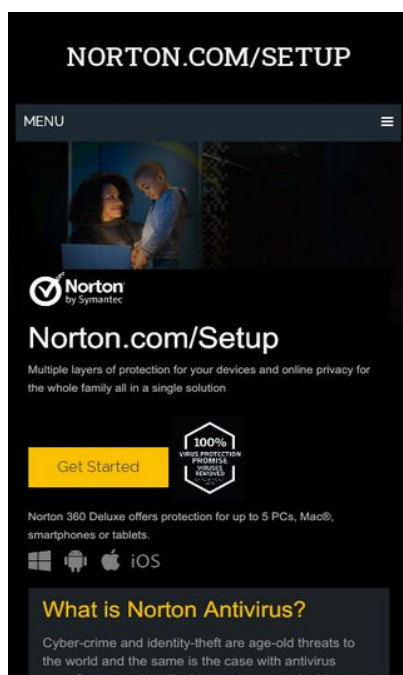 NORTON.COM/SETUP
MENU
Norton
by Symantec
Norton.com/Setup
Multiple layers of protection for your devices and online privacy for
the whole family all in a single solution
Get Started
100%
VIRUS PROTECTION
PROMISE
VIRUSES
REMOVED
Norton 360 Deluxe offers protection for up to 5 PCs, Mac®,
smartphones or tablets.
iOS
What is Norton Antivirus?
Cyber-crime and identity-theft are age-old threats to
the world and the same is the case with antivirus